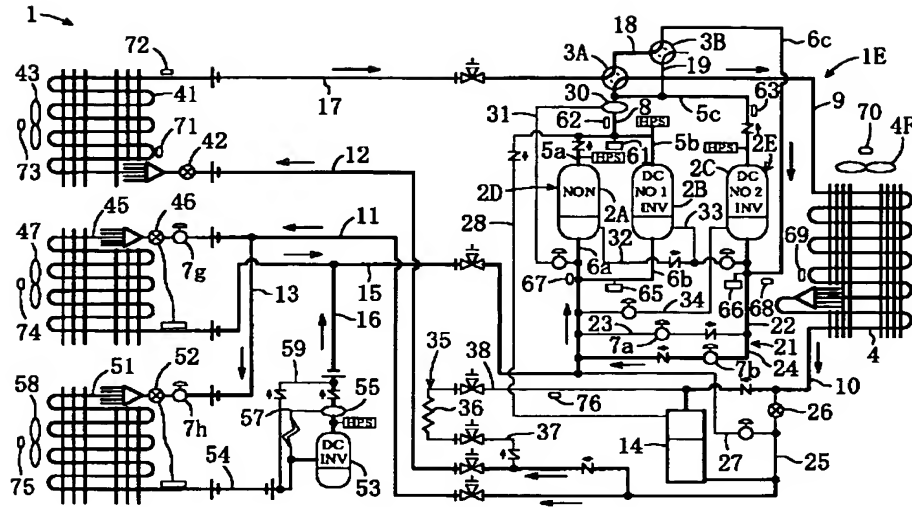 1
72
18
3A
3B
6c
1E
43
41
17
30
31
8
19
5c
63
70
4F
9
62
HPS
61
5b
HPS
2E
71
42
73
12
5a
HPS
2C
2D
NON
2A
DC
NO 1
INV
2B
DC
NO 2
INV
45
46
11
28
33
69
47
7g
32
6a
6b
67
65
66
68
15
34
74
13
16
23
22
7a
21
7b
24
4
51
52
59
35
38
10
58
7h
55
57
HPS
36
76
26
37
14
DC
INV
53
27
25
75
54